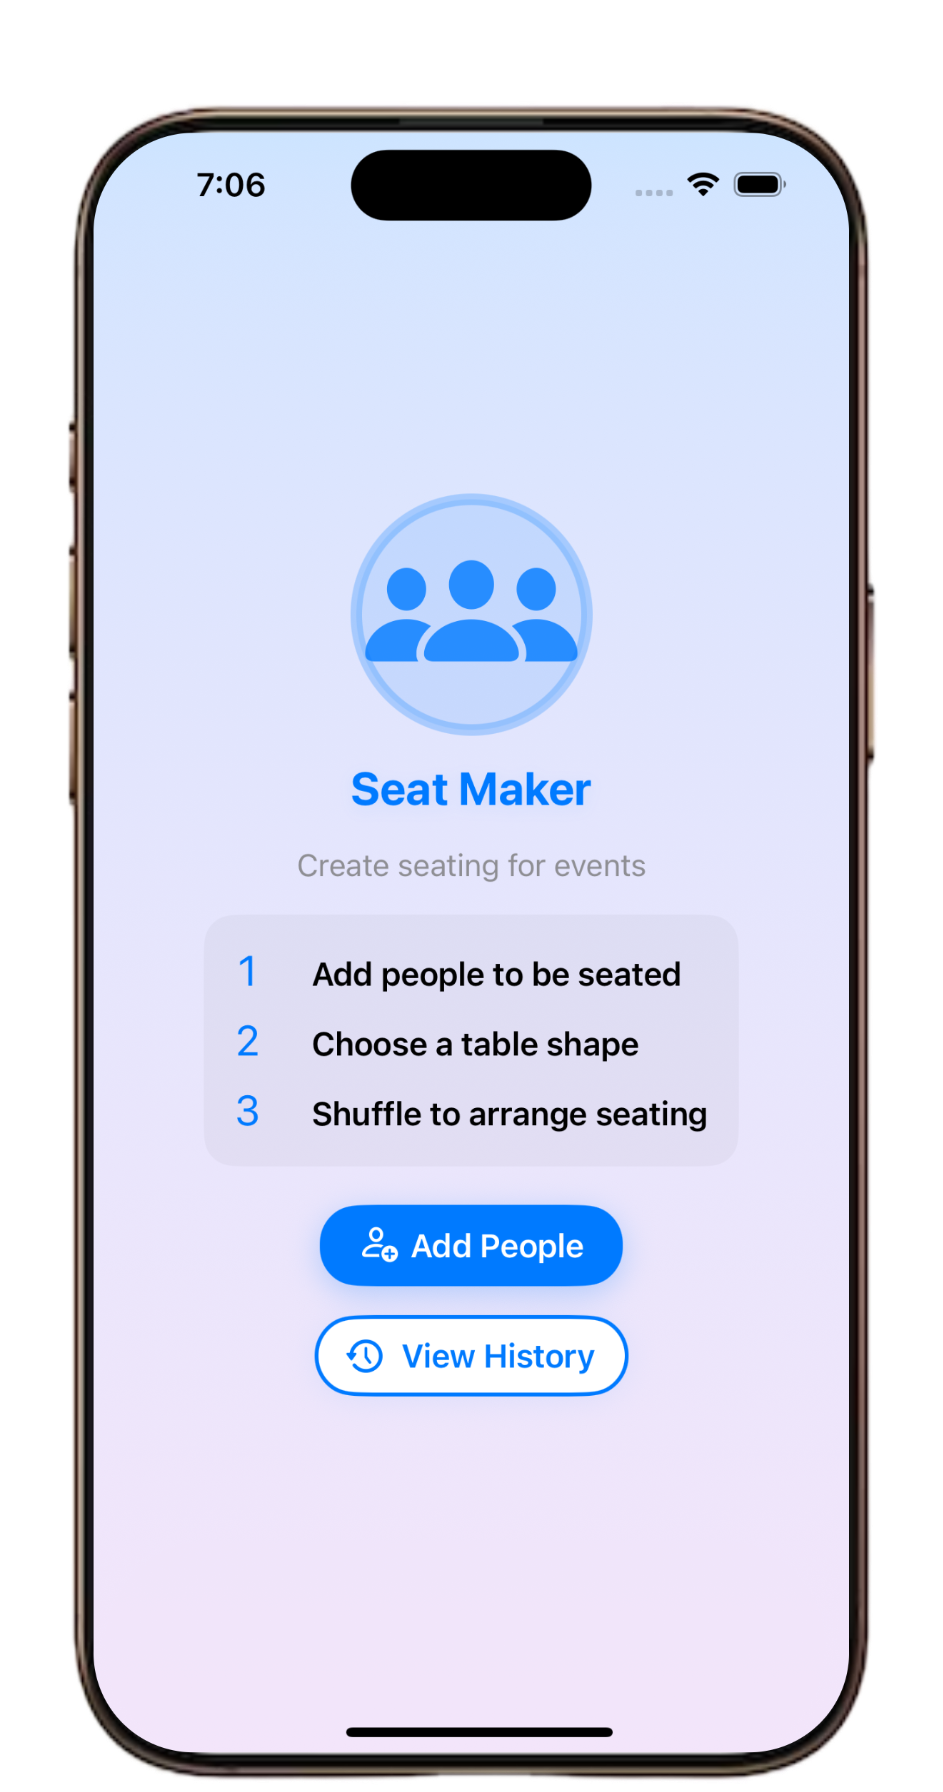 7:06
Seat Maker
Create seating for events
1 Add people to be seated
2 Choose a table shape
3 Shuffle to arrange seating
Add People
View History